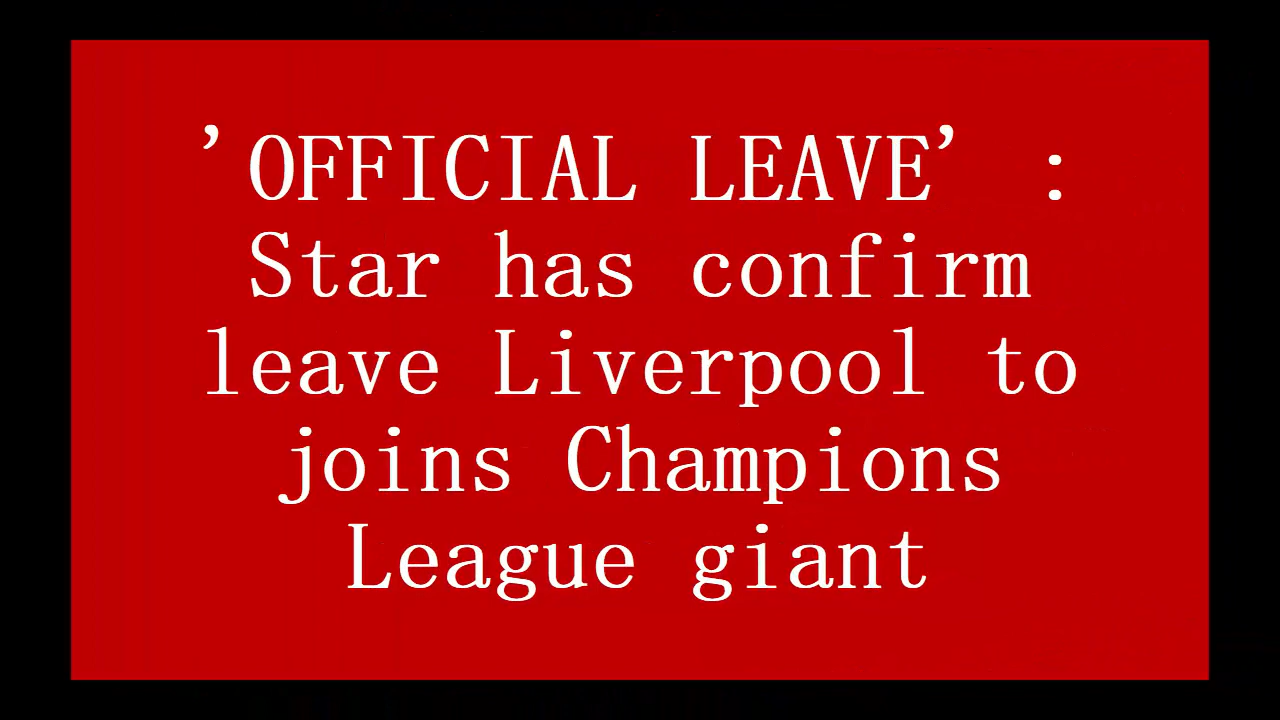 'OFFICIAL LEAVE' :
Star has confirm
leave Liverpool to
joins Champions
League giant